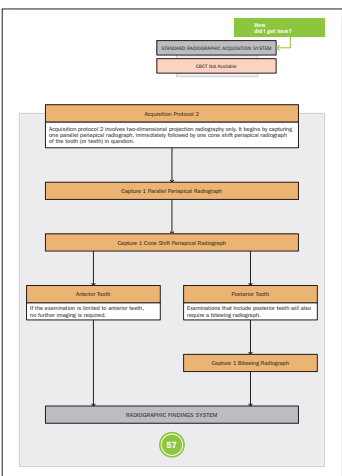 How
did I get here?
STANDARD RADIOGRAPHIC ACQUISITION SYSTEM
CBCT Not Available
Acquisition Protocol 2
Acquisition protocol 2 involves two-dimensional projection radiography only. It begins by capturing
one parallel periapical radiograph, immediately followed by one cone shift periapical radiograph
of the tooth (or teeth) in question.
Capture 1 Parallel Periapical Radiograph
Capture 1 Cone Shift Periapical Radiograph
Anterior Tooth
If the examination is limited to anterior teeth,
no further imaging is required.
Posterior Tooth
Examinations that include posterior teeth will also
require a bitewing radiograph.
Capture 1 Bitewing Radiograph
RADIOGRAPHIC FINDINGS SYSTEM
57